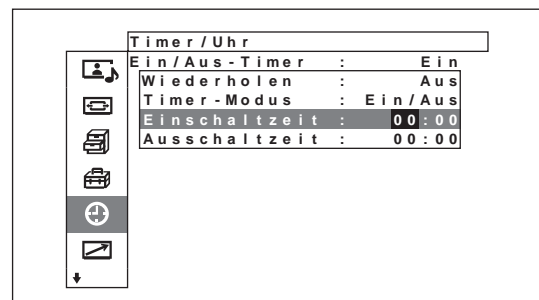 Timer/Uhr
Ein/Aus-Timer : Ein
Wiederholen : Aus
Timer-Modus : Ein/Aus
Einschaltzeit : 00:00
Ausschaltzeit : 00:00